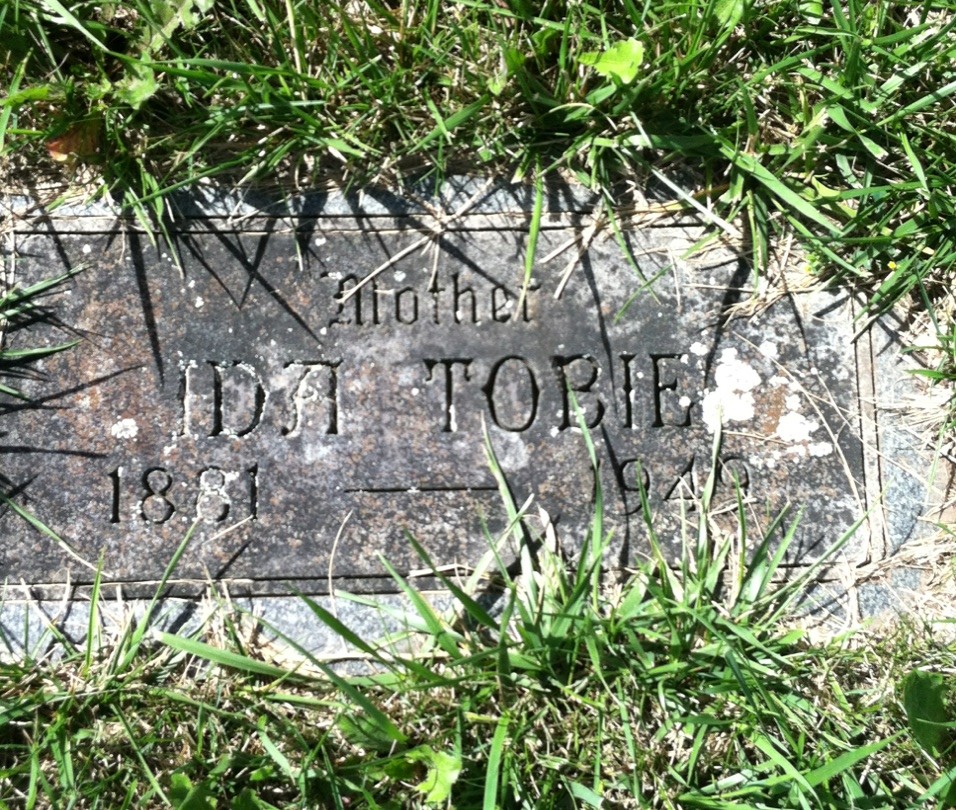 Mother
IDA TOBIE
1881 —